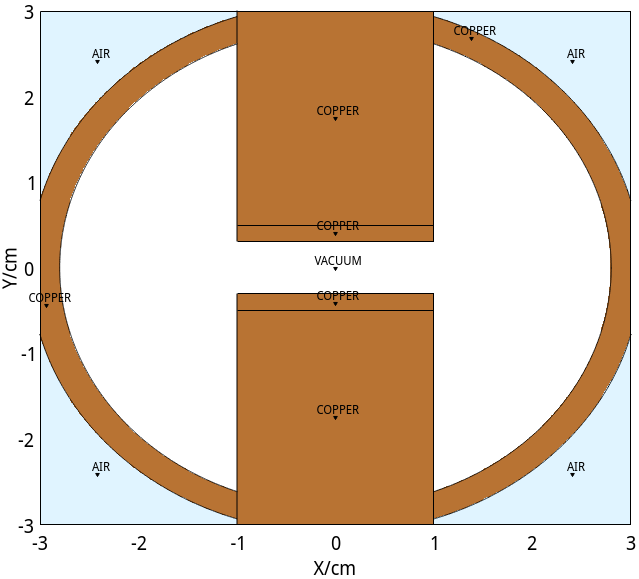 3
COPPER
AIR
AIR
2
COPPER
1
COPPER
VACUUM
0
Y/cm
COPPER
COPPER
-1
COPPER
-2
AIR
AIR
-3
-3
-2
-1
0
1
2
3
X/cm